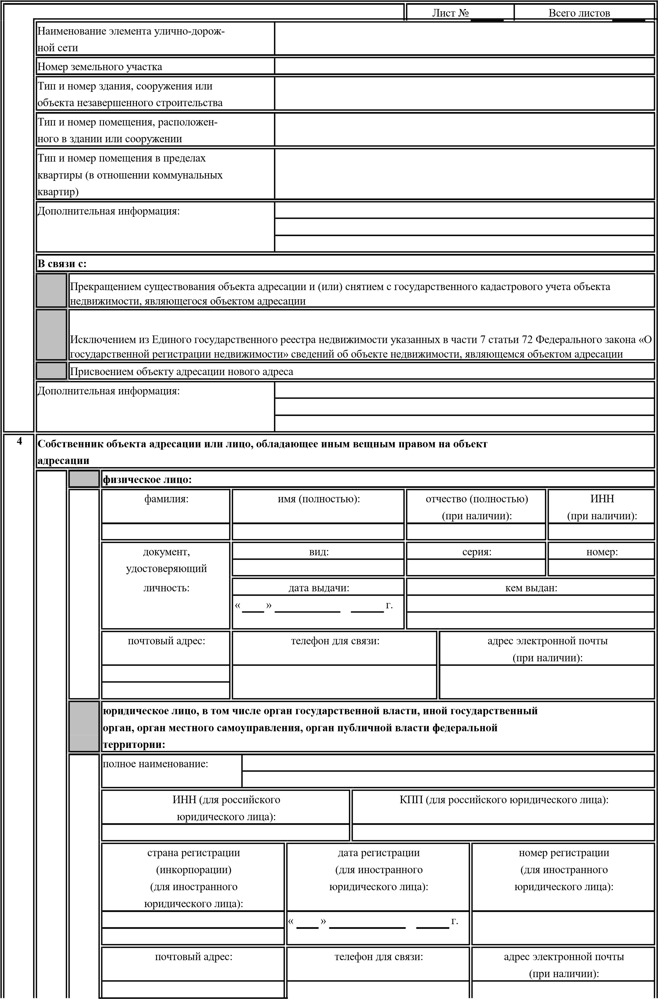 Лист № Всего листов
Наименование элемента улично-дорож-
ной сети
Номер земельного участка
Тип и номер здания, сооружения или
объекта незавершенного строительства
Тип и номер помещения, расположен-
ного в здании или сооружении
Тип и номер помещения в пределах
квартиры (в отношении коммунальных
квартир)
Дополнительная информация:
В связи с:
Прекращением существования объекта адресации и (или) снятием с государственного кадастрового учета объекта
недвижимости, являющегося объектом адресации
Исключением из Единого государственного реестра недвижимости указанных в части 7 статьи 72 Федерального закона «О
государственной регистрации недвижимости» сведений об объекте недвижимости, являющемся объектом адресации
Присвоением объекту адресации нового адреса
Дополнительная информация:
4 Собственник объекта адресации или лицо, обладающее иным вещным правом на объект
адресации
физическое лицо:
фамилия: имя (полностью): отчество (полностью) ИНН
(при наличии): (при наличии):
документ, вид: серия: номер:
удостоверяющий
личность: дата выдачи: кем выдан:
« » г.
почтовый адрес: телефон для связи: адрес электронной почты
(при наличии):
юридическое лицо, в том числе орган государственной власти, иной государственный
орган, орган местного самоуправления, орган публичной власти федеральной
территории:
полное наименование:
ИНН (для российского КПП (для российского юридического лица):
юридического лица):
страна регистрации дата регистрации номер регистрации
(инкорпорации) (для иностранного (для иностранного
(для иностранного юридического лица): юридического лица):
юридического лица):
« » г.
почтовый адрес: телефон для связи: адрес электронной почты
(при наличии):